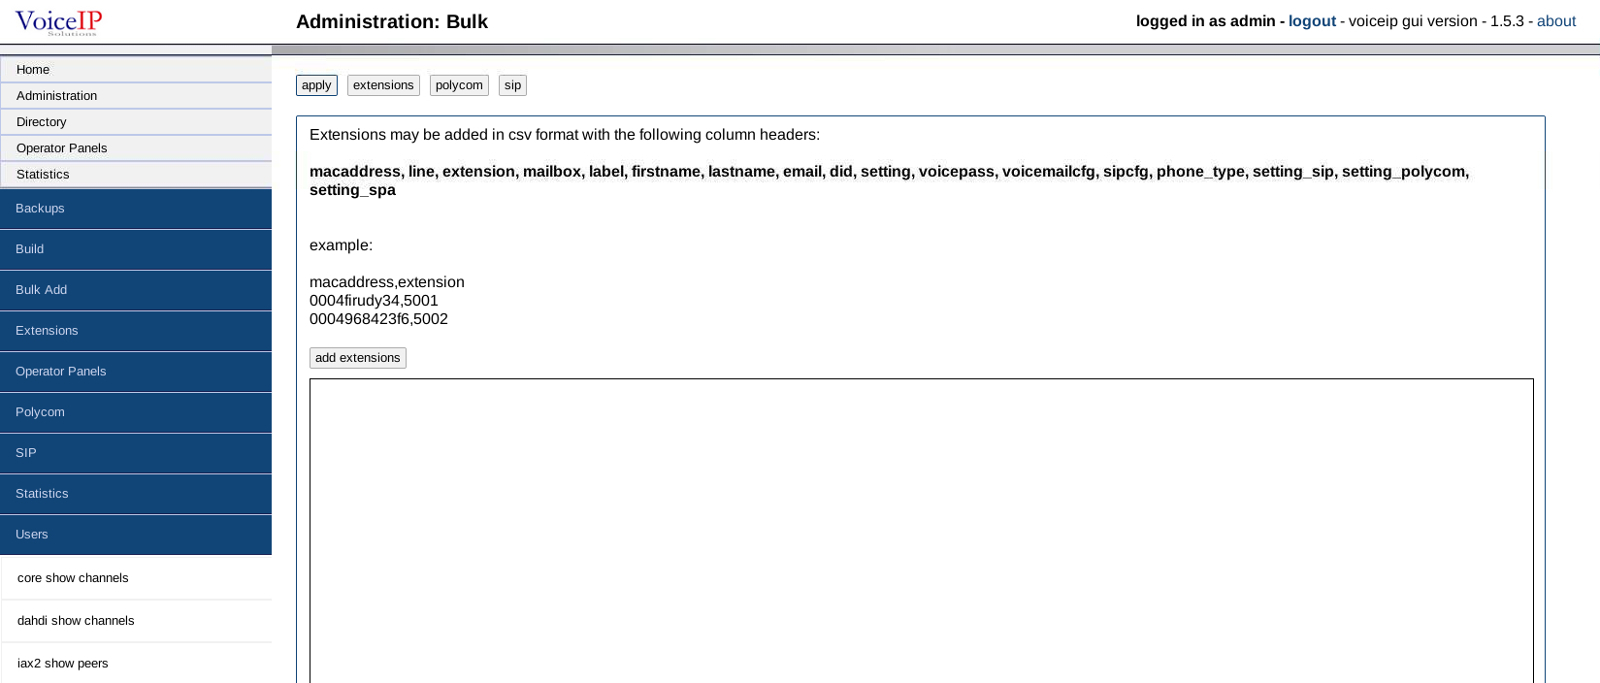 VoiceIP
Solutions
Administration: Bulk
logged in as admin - logout - voiceip gui version - 1.5.3 - about
Home
Administration
Directory
Operator Panels
Statistics
Backups
Build
Bulk Add
Extensions
Operator Panels
Polycom
SIP
Statistics
Users
core show channels
dahdi show channels
iax2 show peers
apply extensions polycom sip
Extensions may be added in csv format with the following column headers:
macaddress, line, extension, mailbox, label, firstname, lastname, email, did, setting, voicepass, voicemailcfg, sipcfg, phone_type, setting_sip, setting_polycom,
setting_spa
example:
macaddress,extension
0004firudy34,5001
0004968423f6,5002
add extensions